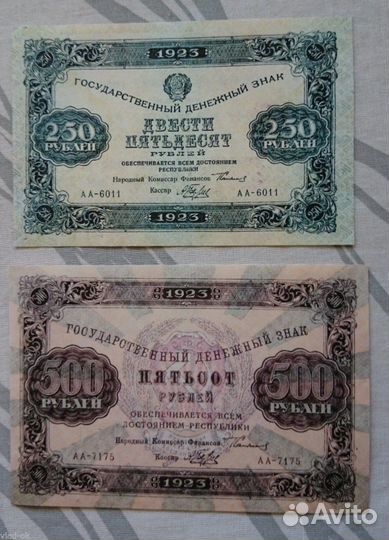 1923
ГОСУДАРСТВЕННЫЙ ДЕНЕЖНЫЙ ЗНАК
250 ДВЕСТИ 250
РУБЛЕЙ ПЯТЬДЕСЯТ РУБЛЕЙ
РУБЛЕЙ
ОБЕСПЕЧИВАЕТСЯ ВСЕМ ДОСТОЯНИЕМ
РЕСПУБЛИКИ
Народный Комиссар Финансов
АА-6011 Кассир АА-6011
1923
1923
ГОСУДАРСТВЕННЫЙ ДЕНЕЖНЫЙ ЗНАК
500 ПЯТЬСОТ 500
РУБЛЕЙ РУБЛЕЙ РУБЛЕЙ
ОБЕСПЕЧИВАЕТСЯ ВСЕМ
ДОСТОЯНИЕМ РЕСПУБЛИКИ
Народный Комиссар Финансов
АА-7175 Кассир АА-7175
1923
vlad-ok
Avito